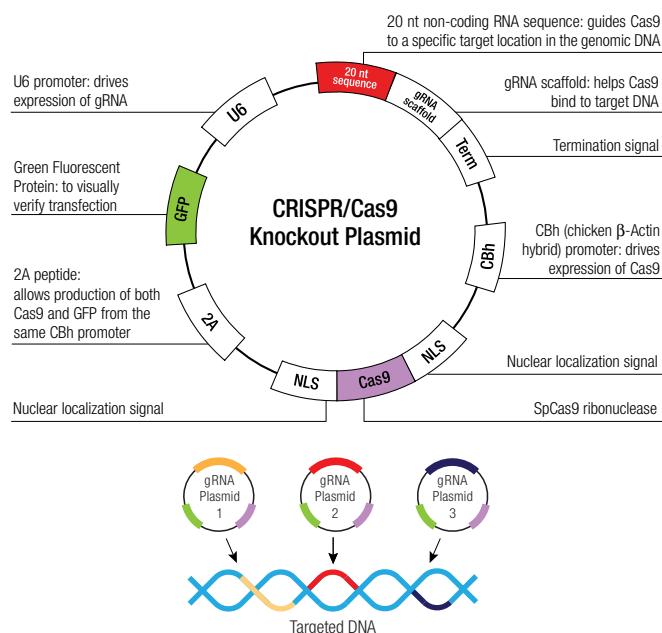 20 nt non-coding RNA sequence: guides Cas9
to a specific target location in the genomic DNA
U6 promoter: drives
expression of gRNA
U6
20 nt
sequence
gRNA
scaffold
gRNA scaffold: helps Cas9
bind to target DNA
Term
Termination signal
Green Fluorescent
Protein: to visually
verify transfection
GFP
CRISPR/Cas9
Knockout Plasmid
CBh
CBh (chicken β-Actin
hybrid) promoter: drives
expression of Cas9
2A peptide:
allows production of both
Cas9 and GFP from the
same CBh promoter
2A
NLS
Cas9
NLS
Nuclear localization signal
Nuclear localization signal
SpCas9 ribonuclease
gRNA
Plasmid
1
gRNA
Plasmid
2
gRNA
Plasmid
3
Targeted DNA